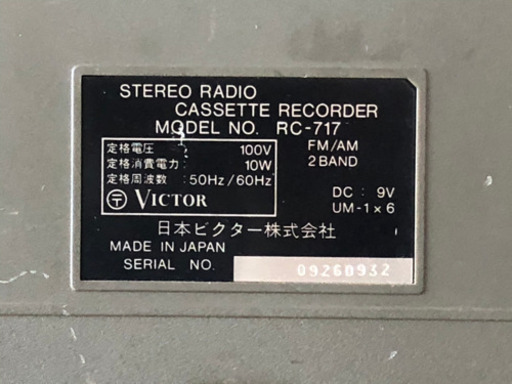 STEREO RADIO
CASSETTE RECORDER
MODEL NO. RC-717
定格電圧 : 100V
定格消費電力 : 10W
定格周波数 : 50Hz/60Hz
〶 VICTOR
FM/AM
2 BAND
DC : 9V
UM-1×6
日本ビクター株式会社
MADE IN JAPAN
SERIAL NO. 09260932